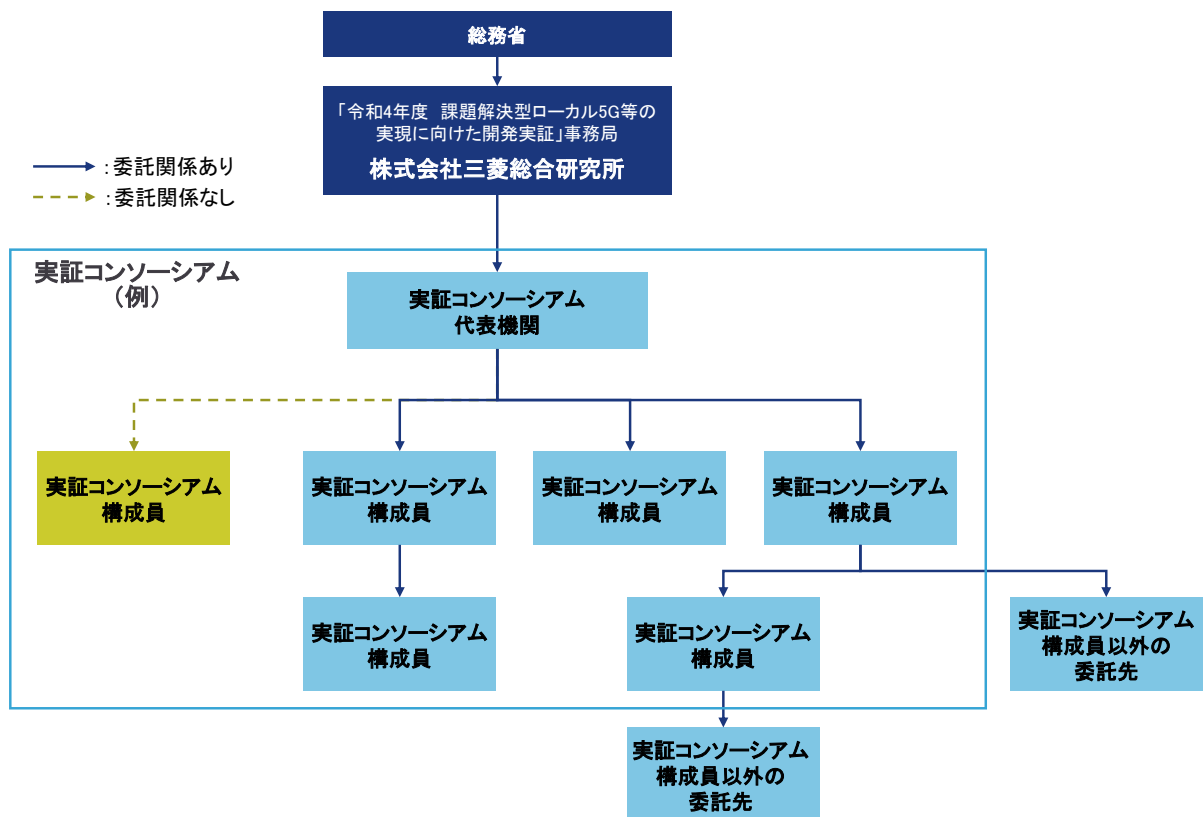 総務省
「令和4年度　課題解決型ローカル5G等の
実現に向けた開発実証」事務局
株式会社三菱総合研究所
：委託関係あり
：委託関係なし
実証コンソーシアム
（例）
実証コンソーシアム
代表機関
実証コンソーシアム
構成員
実証コンソーシアム
構成員
実証コンソーシアム
構成員
実証コンソーシアム
構成員
実証コンソーシアム
構成員
実証コンソーシアム
構成員
実証コンソーシアム
構成員以外の
委託先
実証コンソーシアム
構成員以外の
委託先